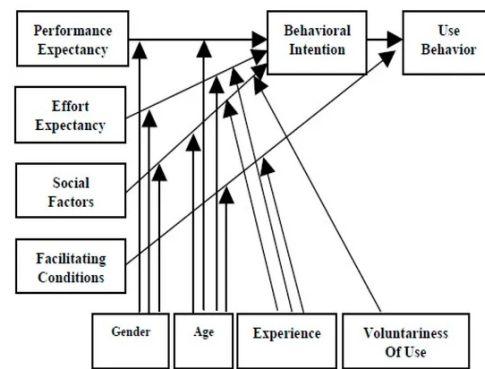 Performance
Expectancy
Behavioral
Intention
Use
Behavior
Effort
Expectancy
Social
Factors
Facilitating
Conditions
Gender
Age
Experience
Voluntariness
Of Use